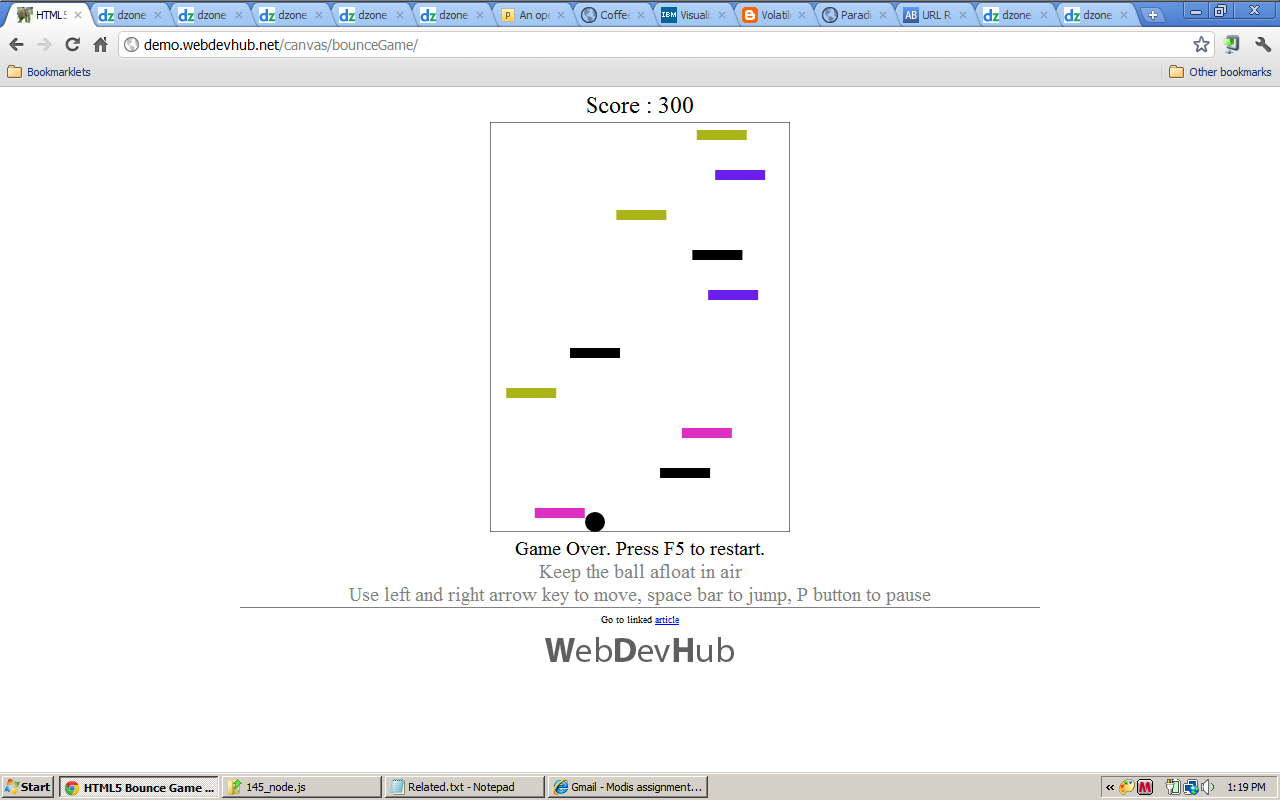 HTML5 dzone dzone dzone dzone dzone An ope Coffee Visuali Volatile Paradi URL R dzone dzone
demo.webdevhub.net/canvas/bounceGame/
Bookmarklets Other bookmarks
Score : 300
Game Over. Press F5 to restart.
Keep the ball afloat in air
Use left and right arrow key to move, space bar to jump, P button to pause
Go to linked article
WebDevHub
Start HTML5 Bounce Game ... 145_node.js Related.txt - Notepad Gmail - Modis assignment... 1:19 PM